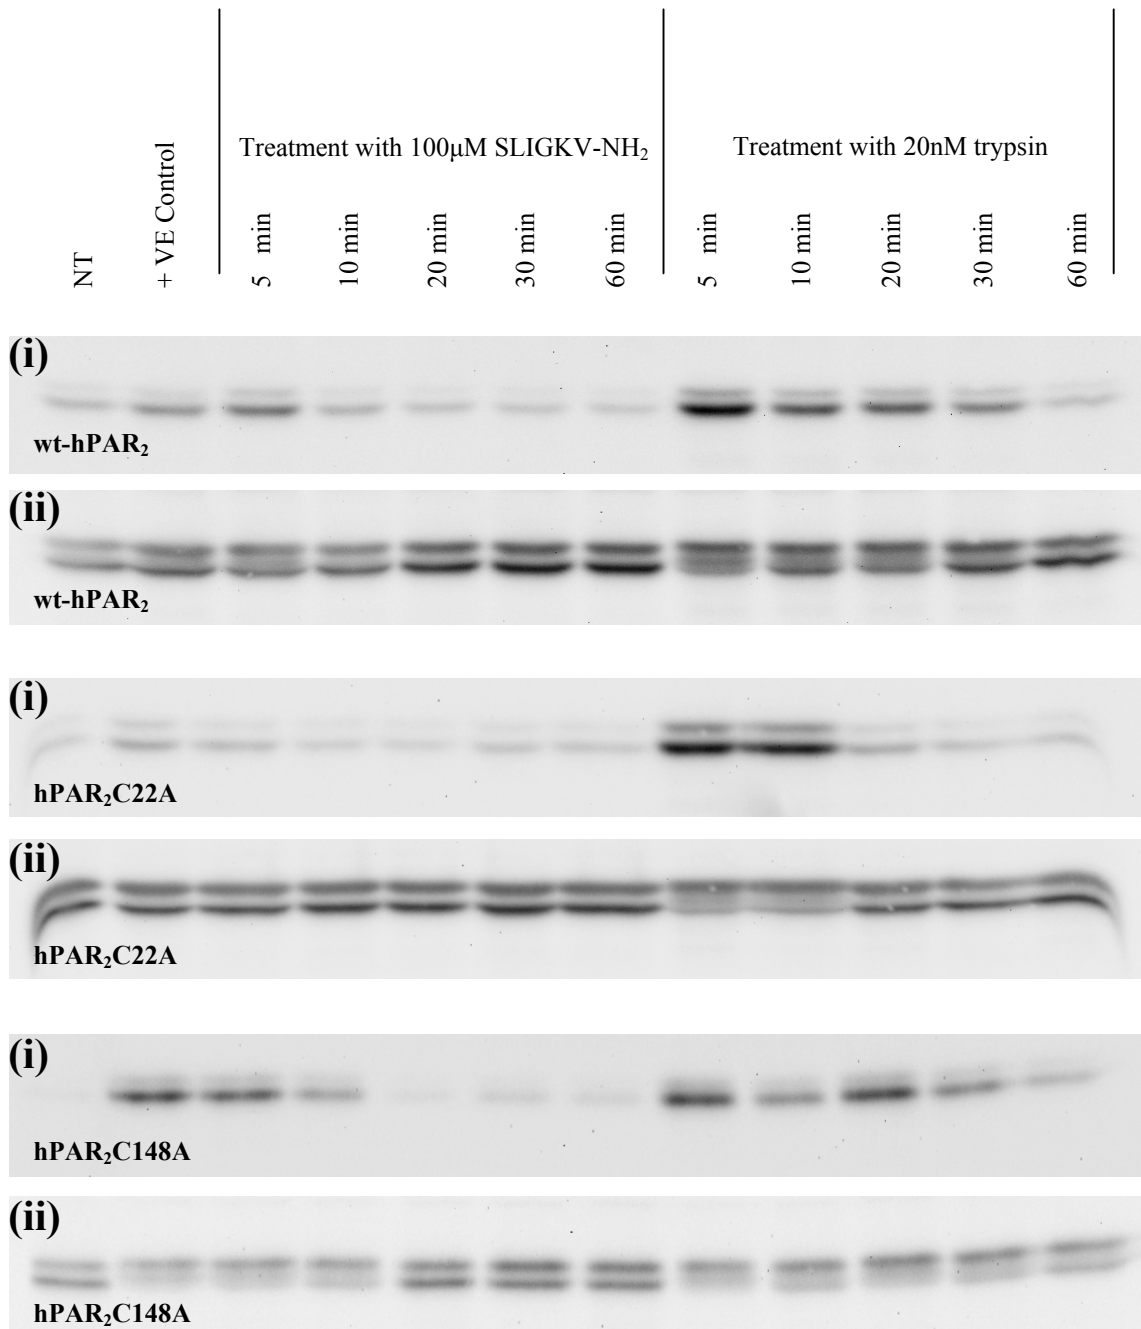 Treatment with 100μM SLIGKV-NH₂
Treatment with 20nM trypsin
NT
+ VE Control
5 min
10 min
20 min
30 min
60 min
5 min
10 min
20 min
30 min
60 min
(i)
wt-hPAR₂
(ii)
wt-hPAR₂
(i)
hPAR₂C22A
(ii)
hPAR₂C22A
(i)
hPAR₂C148A
(ii)
hPAR₂C148A